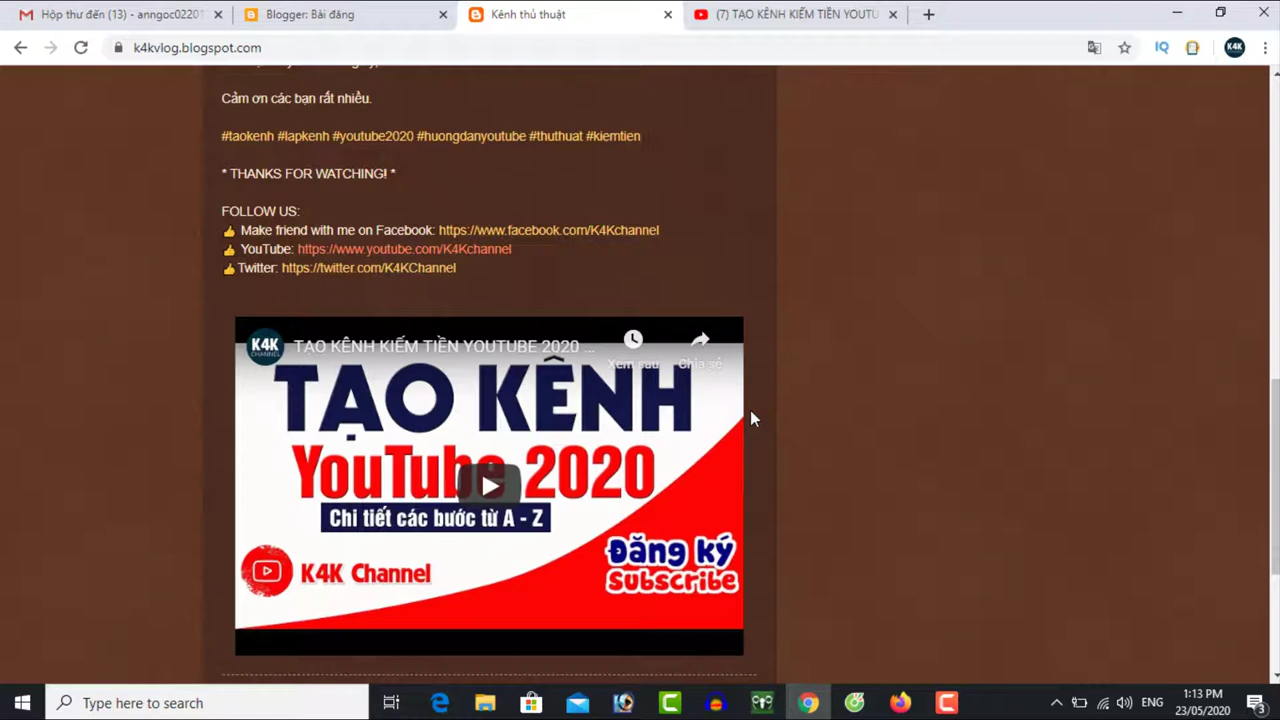 Hộp thư đến (13) - anngoc02201
Blogger: Bài đăng
Kênh thủ thuật
(7) TẠO KÊNH KIẾM TIỀN YOUTU
k4kvlog.blogspot.com
Cảm ơn các bạn rất nhiều.
#taokenh #lapkenh #youtube2020 #huongdanyoutube #thuthuat #kiemtien
* THANKS FOR WATCHING! *
FOLLOW US:
👍 Make friend with me on Facebook: https://www.facebook.com/K4Kchannel
👍 YouTube: https://www.youtube.com/K4Kchannel
👍Twitter: https://twitter.com/K4KChannel
K4K CHANNEL
TẠO KÊNH KIẾM TIỀN YOUTUBE 2020 ...
Xem sau
Chia sẻ
TẠO KÊNH
YouTube 2020
Chi tiết các bước từ A - Z
K4K Channel
Đăng ký
Subscribe
Type here to search
ENG
1:13 PM
23/05/2020
3